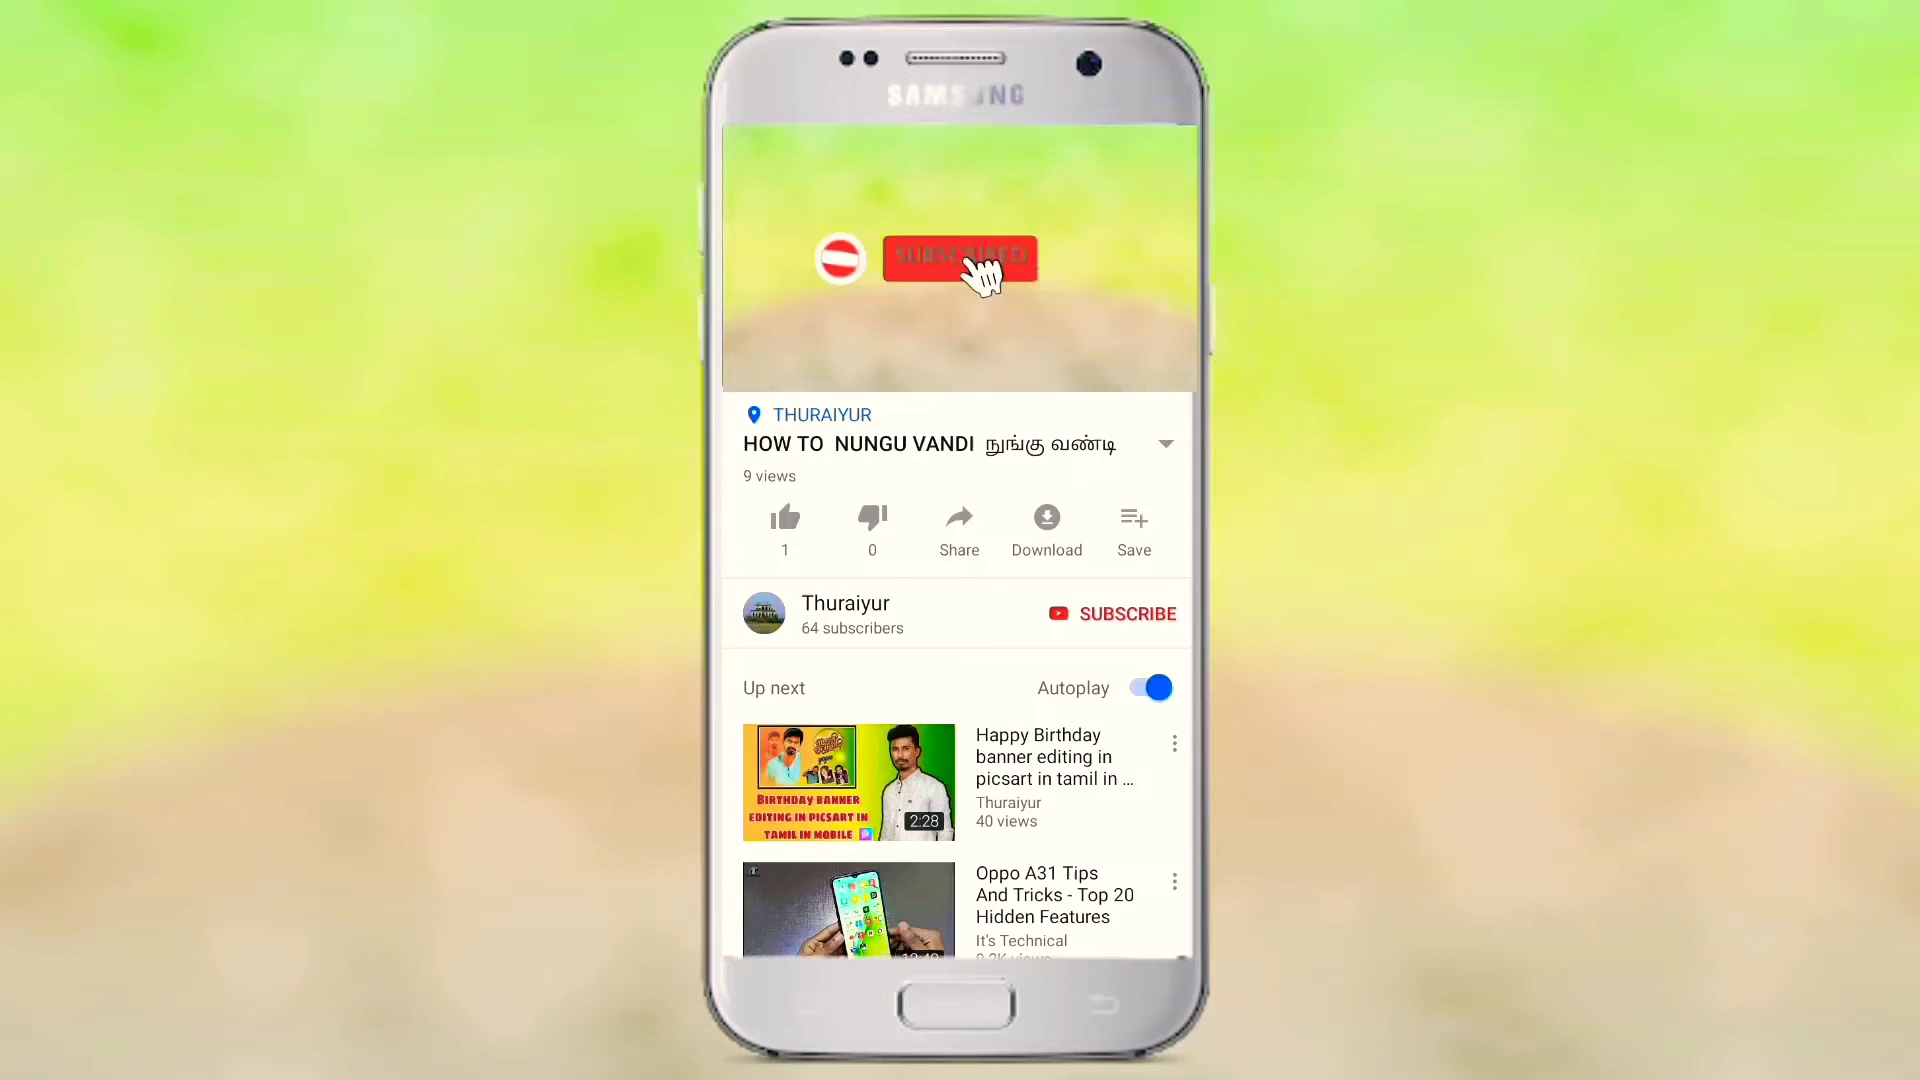 SAMSUNG
SUBSCRIBED
THURAIYUR
HOW TO NUNGU VANDI நுங்கு வண்டி
9 views
1
0
Share
Download
Save
Thuraiyur
64 subscribers
SUBSCRIBE
Up next
Autoplay
BIRTHDAY BANNER
EDITING IN PICSART IN
TAMIL IN MOBILE
2:28
Happy Birthday
banner editing in
picsart in tamil in ...
Thuraiyur
40 views
Oppo A31 Tips
And Tricks - Top 20
Hidden Features
It's Technical